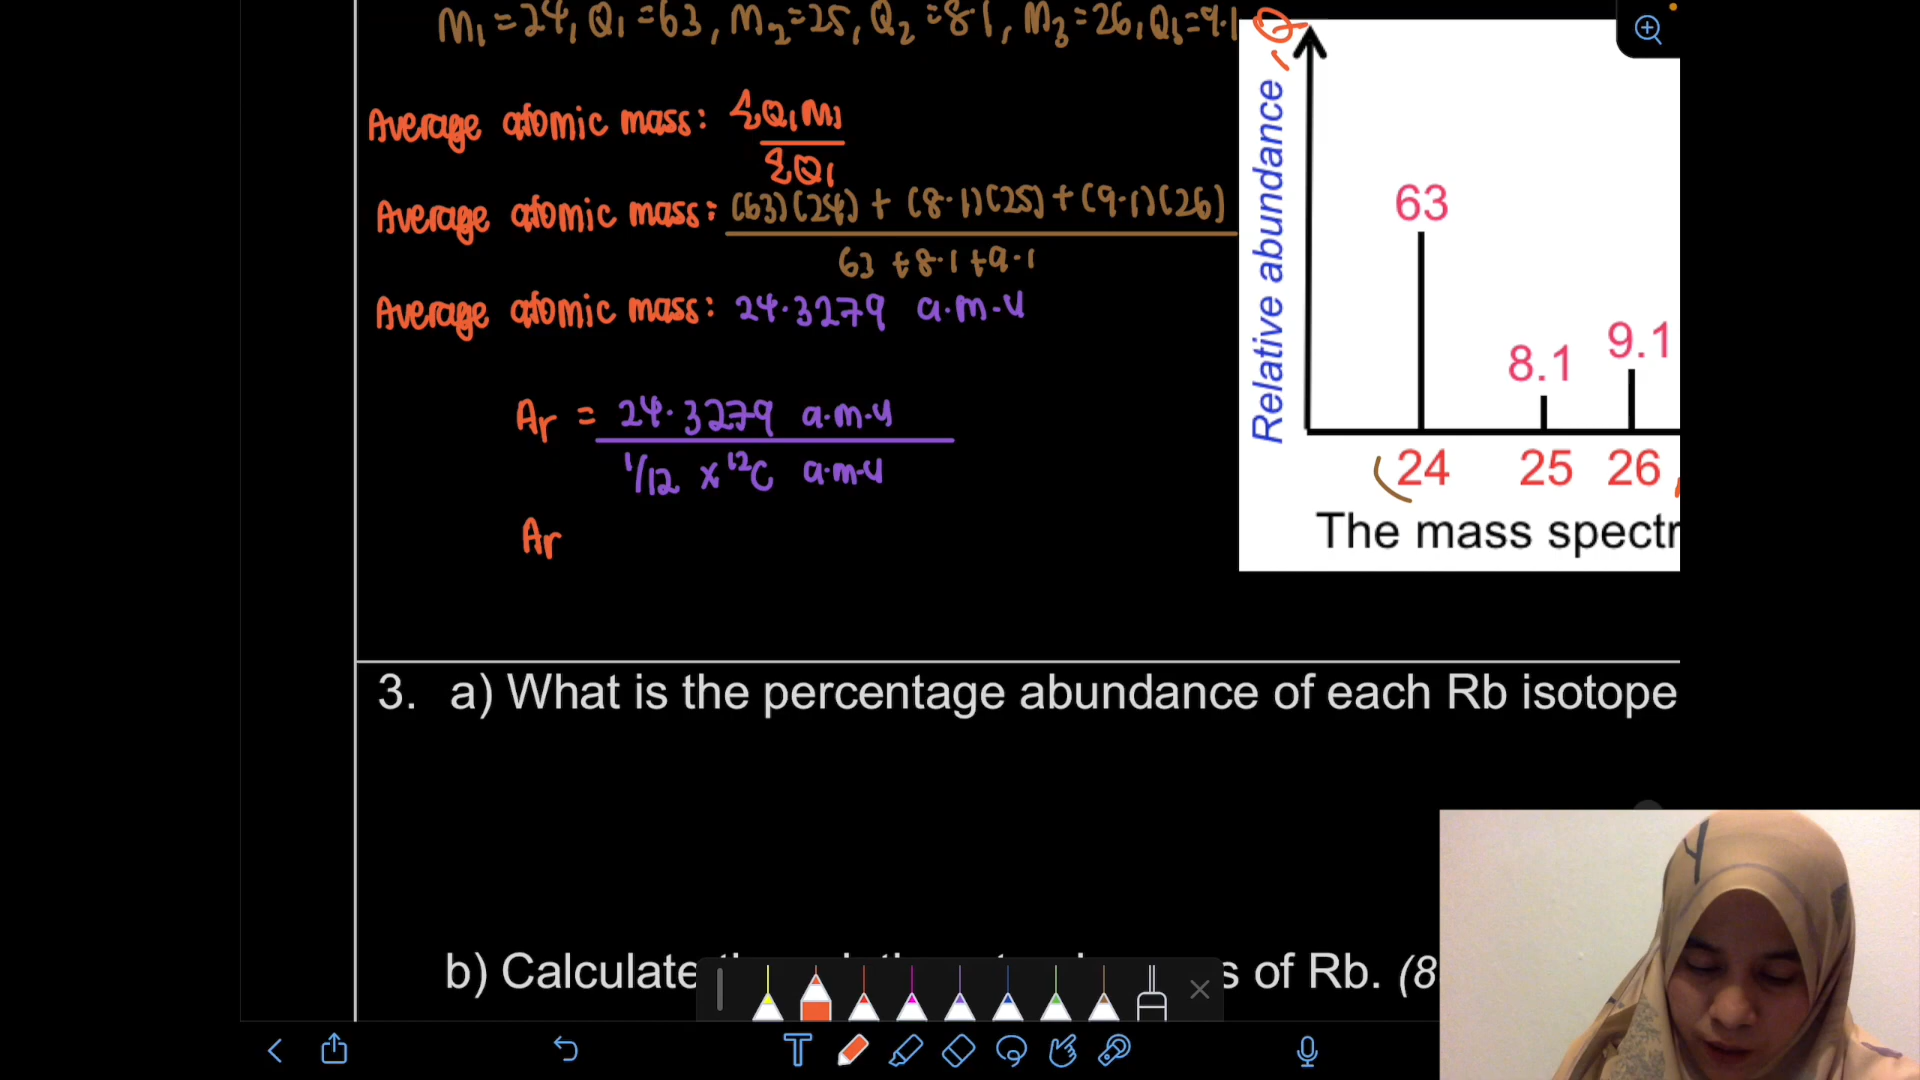 M₁ = 24, Q₁ = 63, M₂ = 25, Q₂ = 8.1, M₃ = 26, Q₃ = 9.1
Average atomic mass: ΣQ₁M₁
ΣQ₁
Average atomic mass: (63)(24) + (8.1)(25) + (9.1)(26)
63 + 8.1 + 9.1
Average atomic mass: 24.3279 a.m.u
Ar = 24.3279 a.m.u
1/12 x ¹²C a.m.u
Ar
Relative abundance, Q
63
8.1
9.1
24 25 26
The mass spectr
3. a) What is the percentage abundance of each Rb isotope
b) Calculate s of Rb. (8
T